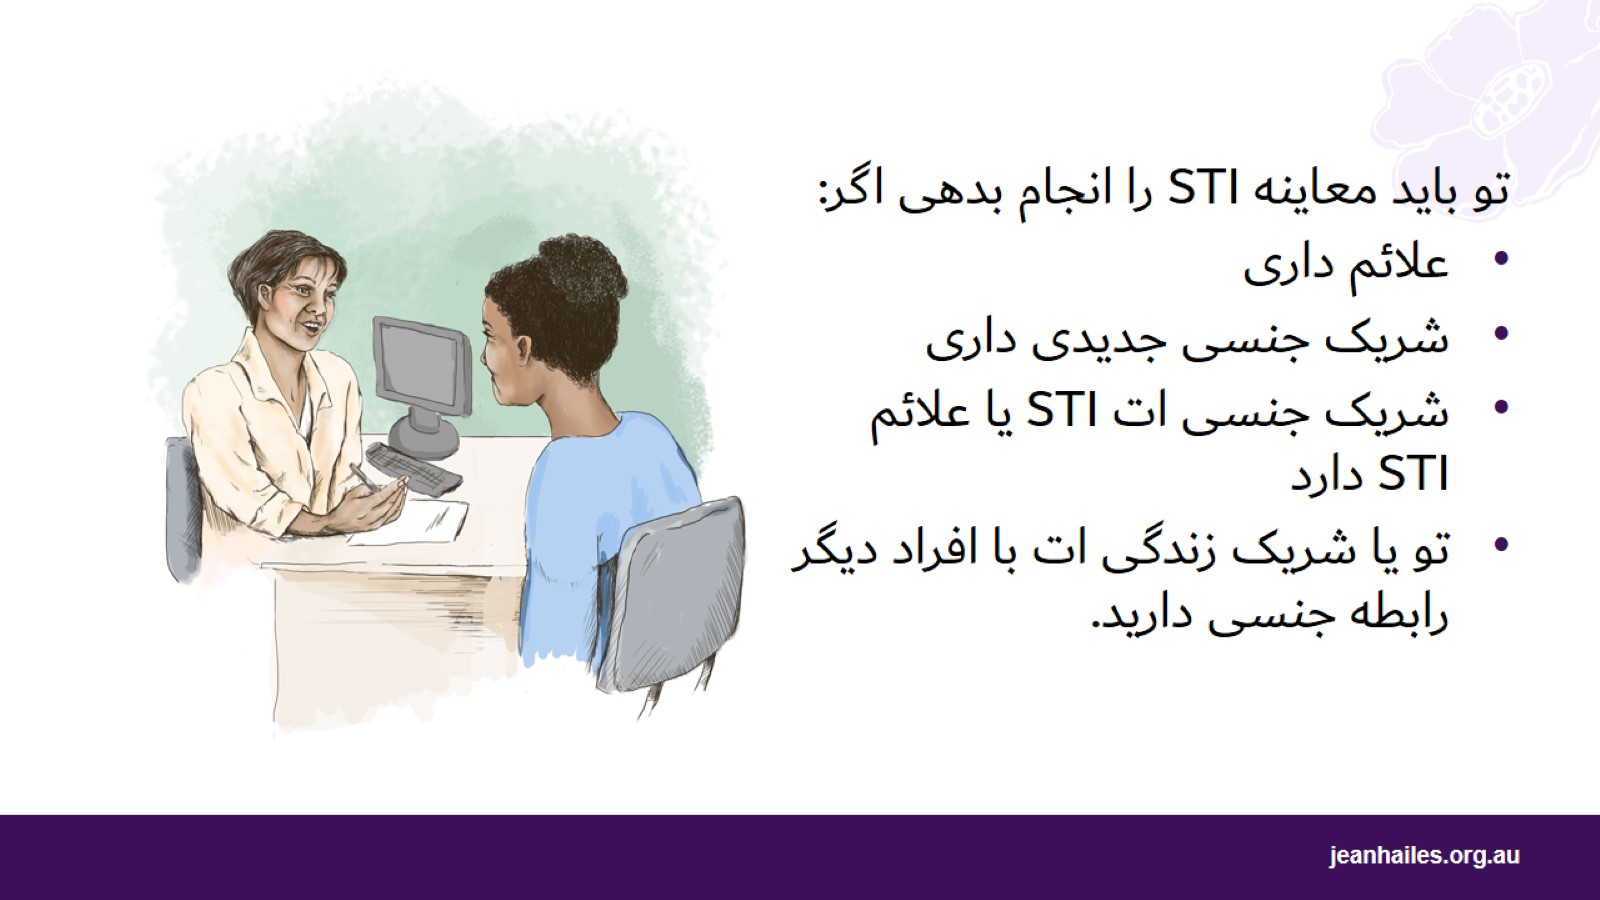 تو باید معاینه STI را انجام بدهی اگر:
• علائم داری
• شریک جنسی جدیدی داری
• شریک جنسی ات STI یا علائم
STI دارد
• تو یا شریک زندگی ات با افراد دیگر
رابطه جنسی دارید.
jeanhailes.org.au